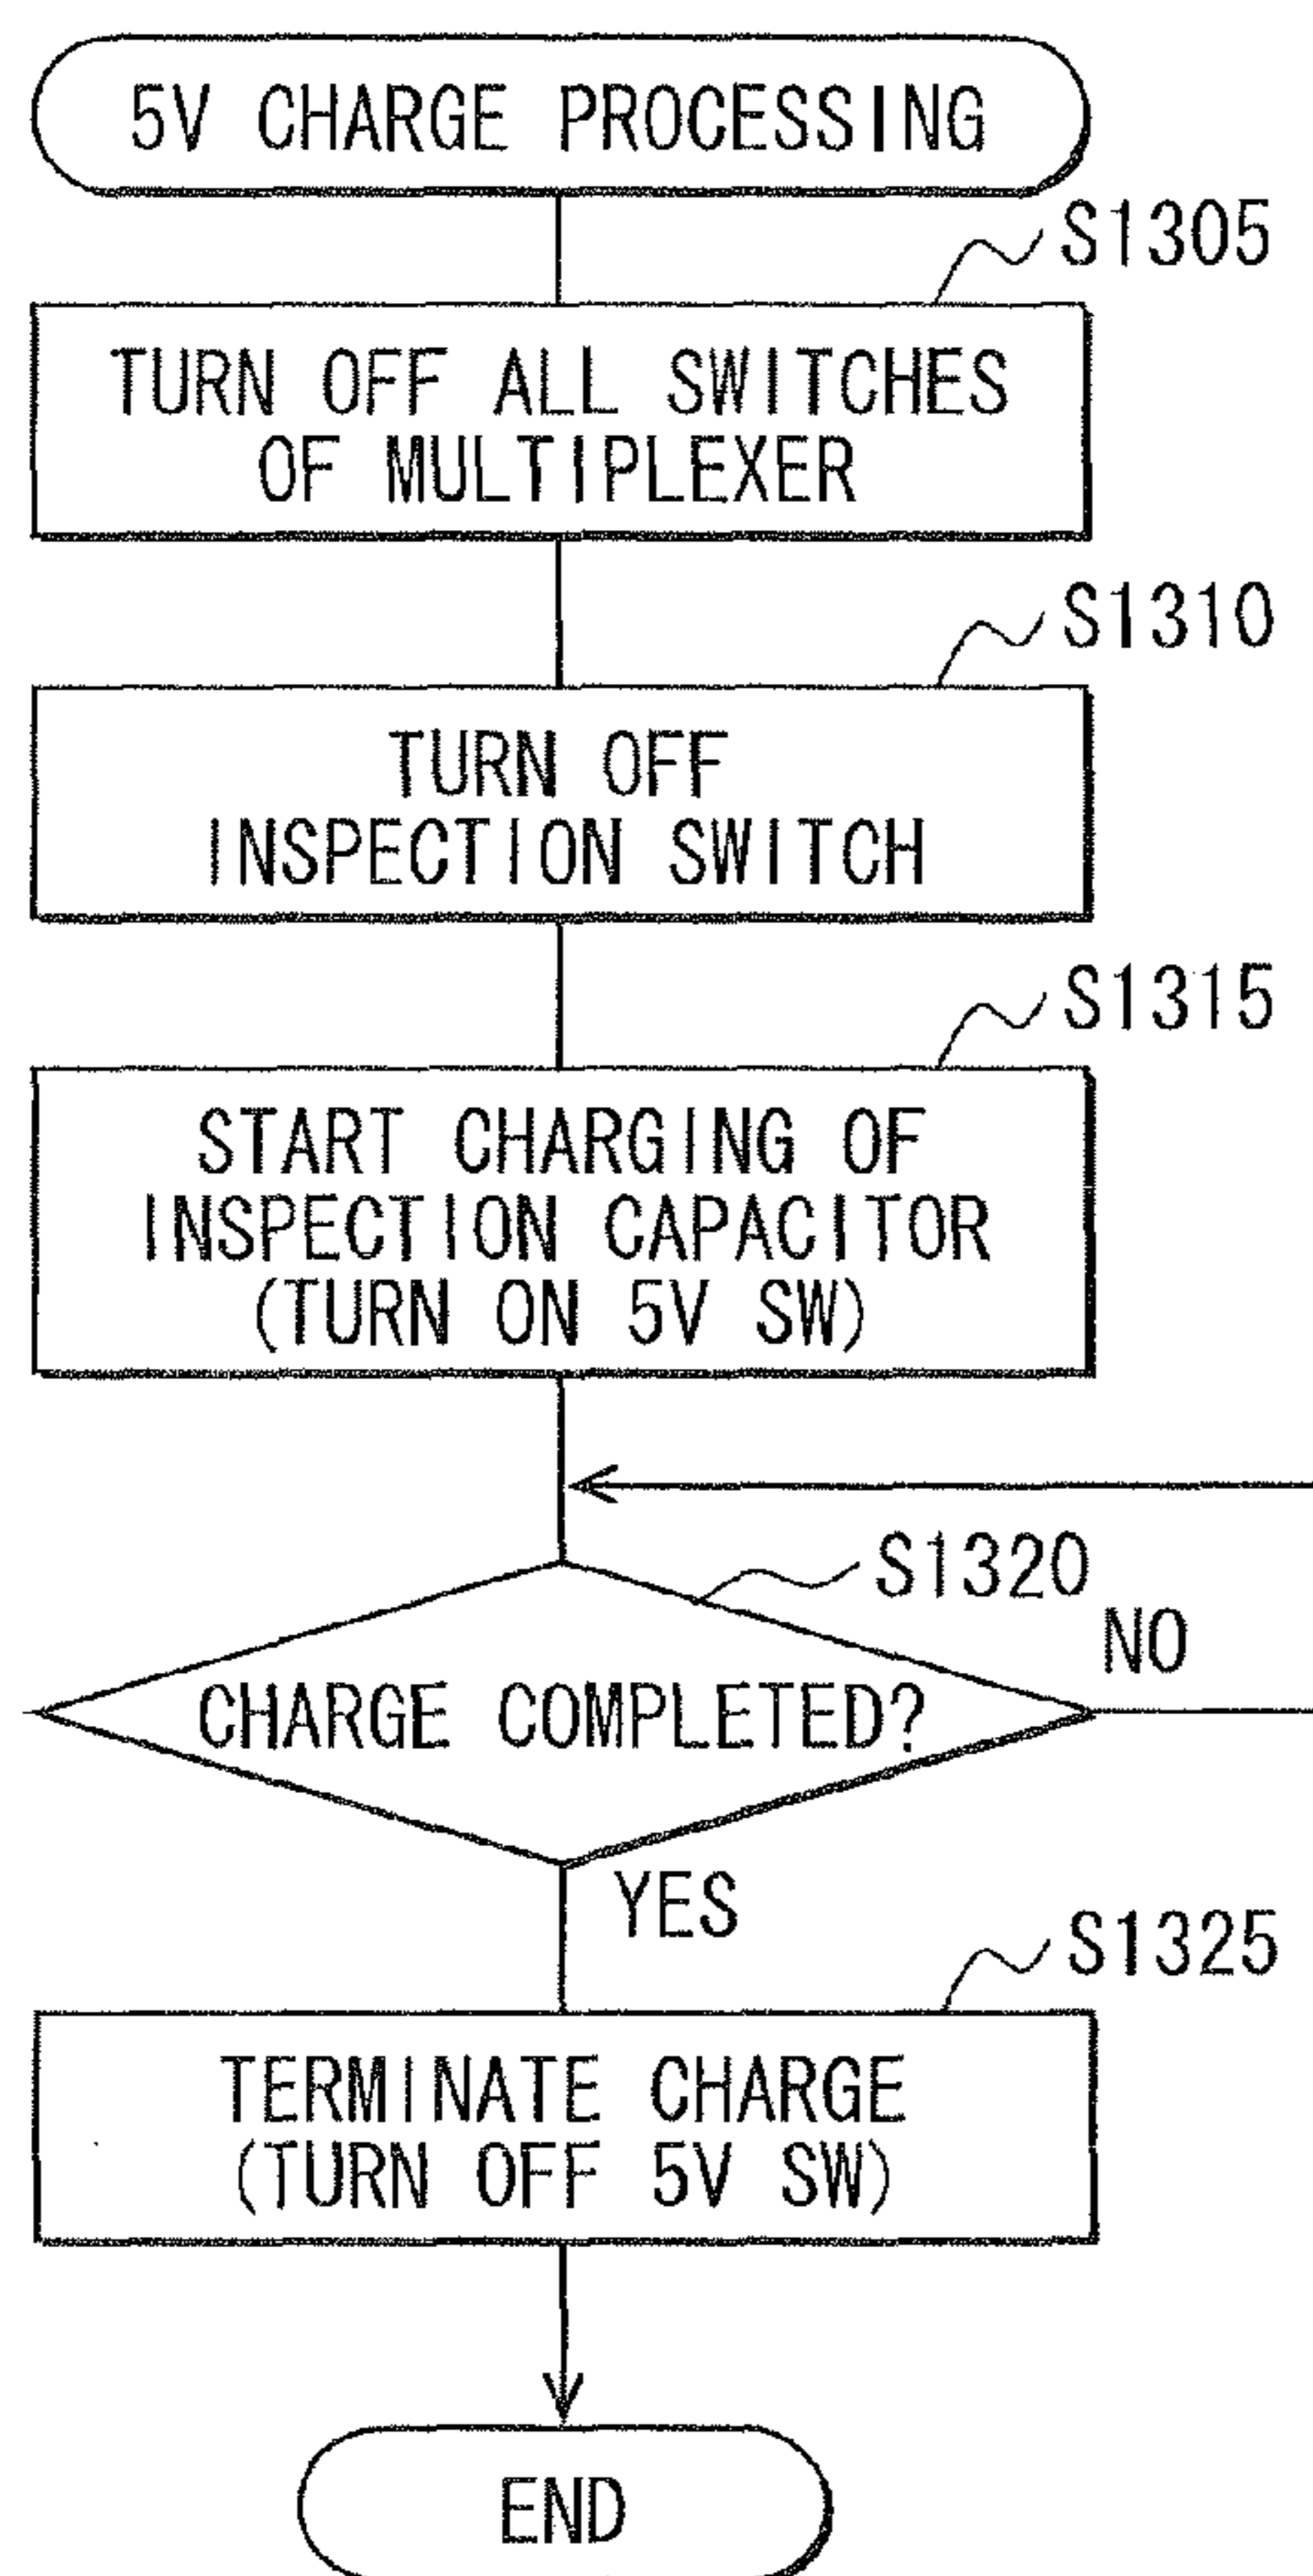 5V CHARGE PROCESSING
S1305
TURN OFF ALL SWITCHES
OF MULTIPLEXER
S1310
TURN OFF
INSPECTION SWITCH
S1315
START CHARGING OF
INSPECTION CAPACITOR
(TURN ON 5V SW)
S1320
NO
CHARGE COMPLETED?
YES
S1325
TERMINATE CHARGE
(TURN OFF 5V SW)
END